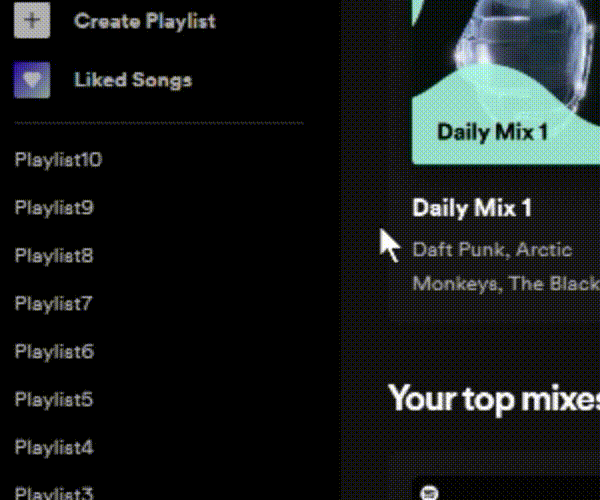 Create Playlist
Liked Songs
Playlist10
Playlist9
Playlist8
Playlist7
Playlist6
Playlist5
Playlist4
Playlist3
Daily Mix 1
Daily Mix 1
Daft Punk, Arctic
Monkeys, The Black
Your top mixes